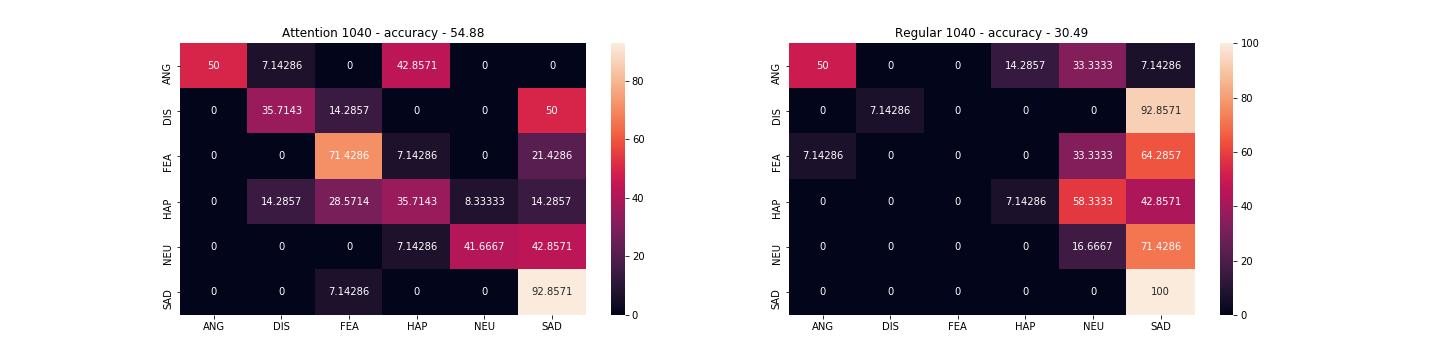 Attention 1040 - accuracy - 54.88
ANG 50 7.14286 0 42.8571 0 0
DIS 0 35.7143 14.2857 0 0 50
FEA 0 0 71.4286 7.14286 0 21.4286
HAP 0 14.2857 28.5714 35.7143 8.33333 14.2857
NEU 0 0 0 7.14286 41.6667 42.8571
SAD 0 0 7.14286 0 0 92.8571
ANG DIS FEA HAP NEU SAD
80
60
40
20
0
Regular 1040 - accuracy - 30.49
ANG 50 0 0 14.2857 33.3333 7.14286
DIS 0 7.14286 0 0 0 92.8571
FEA 7.14286 0 0 0 33.3333 64.2857
HAP 0 0 0 7.14286 58.3333 42.8571
NEU 0 0 0 0 16.6667 71.4286
SAD 0 0 0 0 0 100
ANG DIS FEA HAP NEU SAD
100
80
60
40
20
0